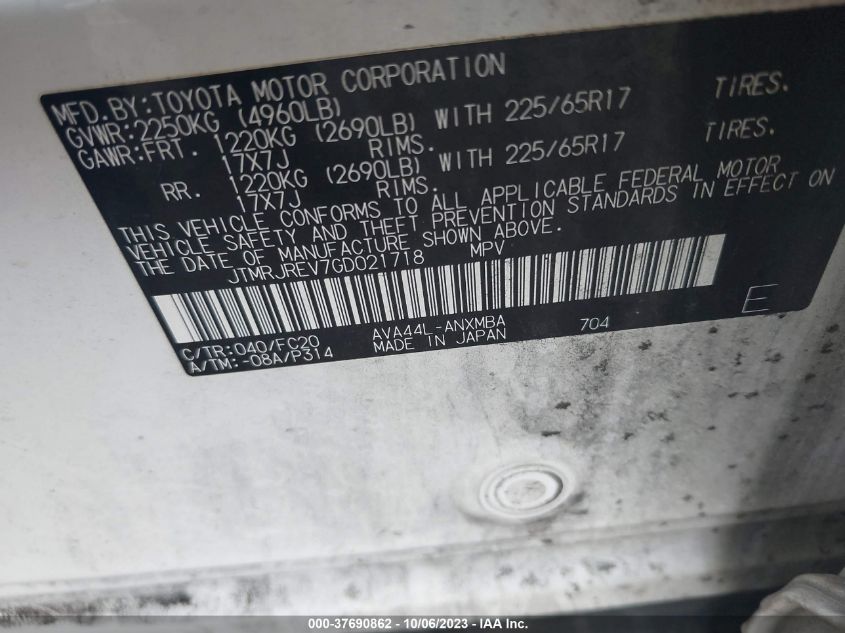 MFD.BY:TOYOTA MOTOR CORPORATION
GVWR:2250KG (4960LB)
GAWR:FRT. 1220KG (2690LB) WITH 225/65R17 TIRES.
17X7J RIMS.
RR. 1220KG (2690LB) WITH 225/65R17 TIRES.
17X7J RIMS.
THIS VEHICLE CONFORMS TO ALL APPLICABLE FEDERAL MOTOR
VEHICLE SAFETY AND THEFT PREVENTION STANDARDS IN EFFECT ON
THE DATE OF MANUFACTURE SHOWN ABOVE.
JTMRJREV7GD021718 MPV
E
C/TR:040/FC20 AVA44L-ANXMBA 704
A/TM:-08A/P314 MADE IN JAPAN
000-37690862 - 10/06/2023 - IAA Inc.